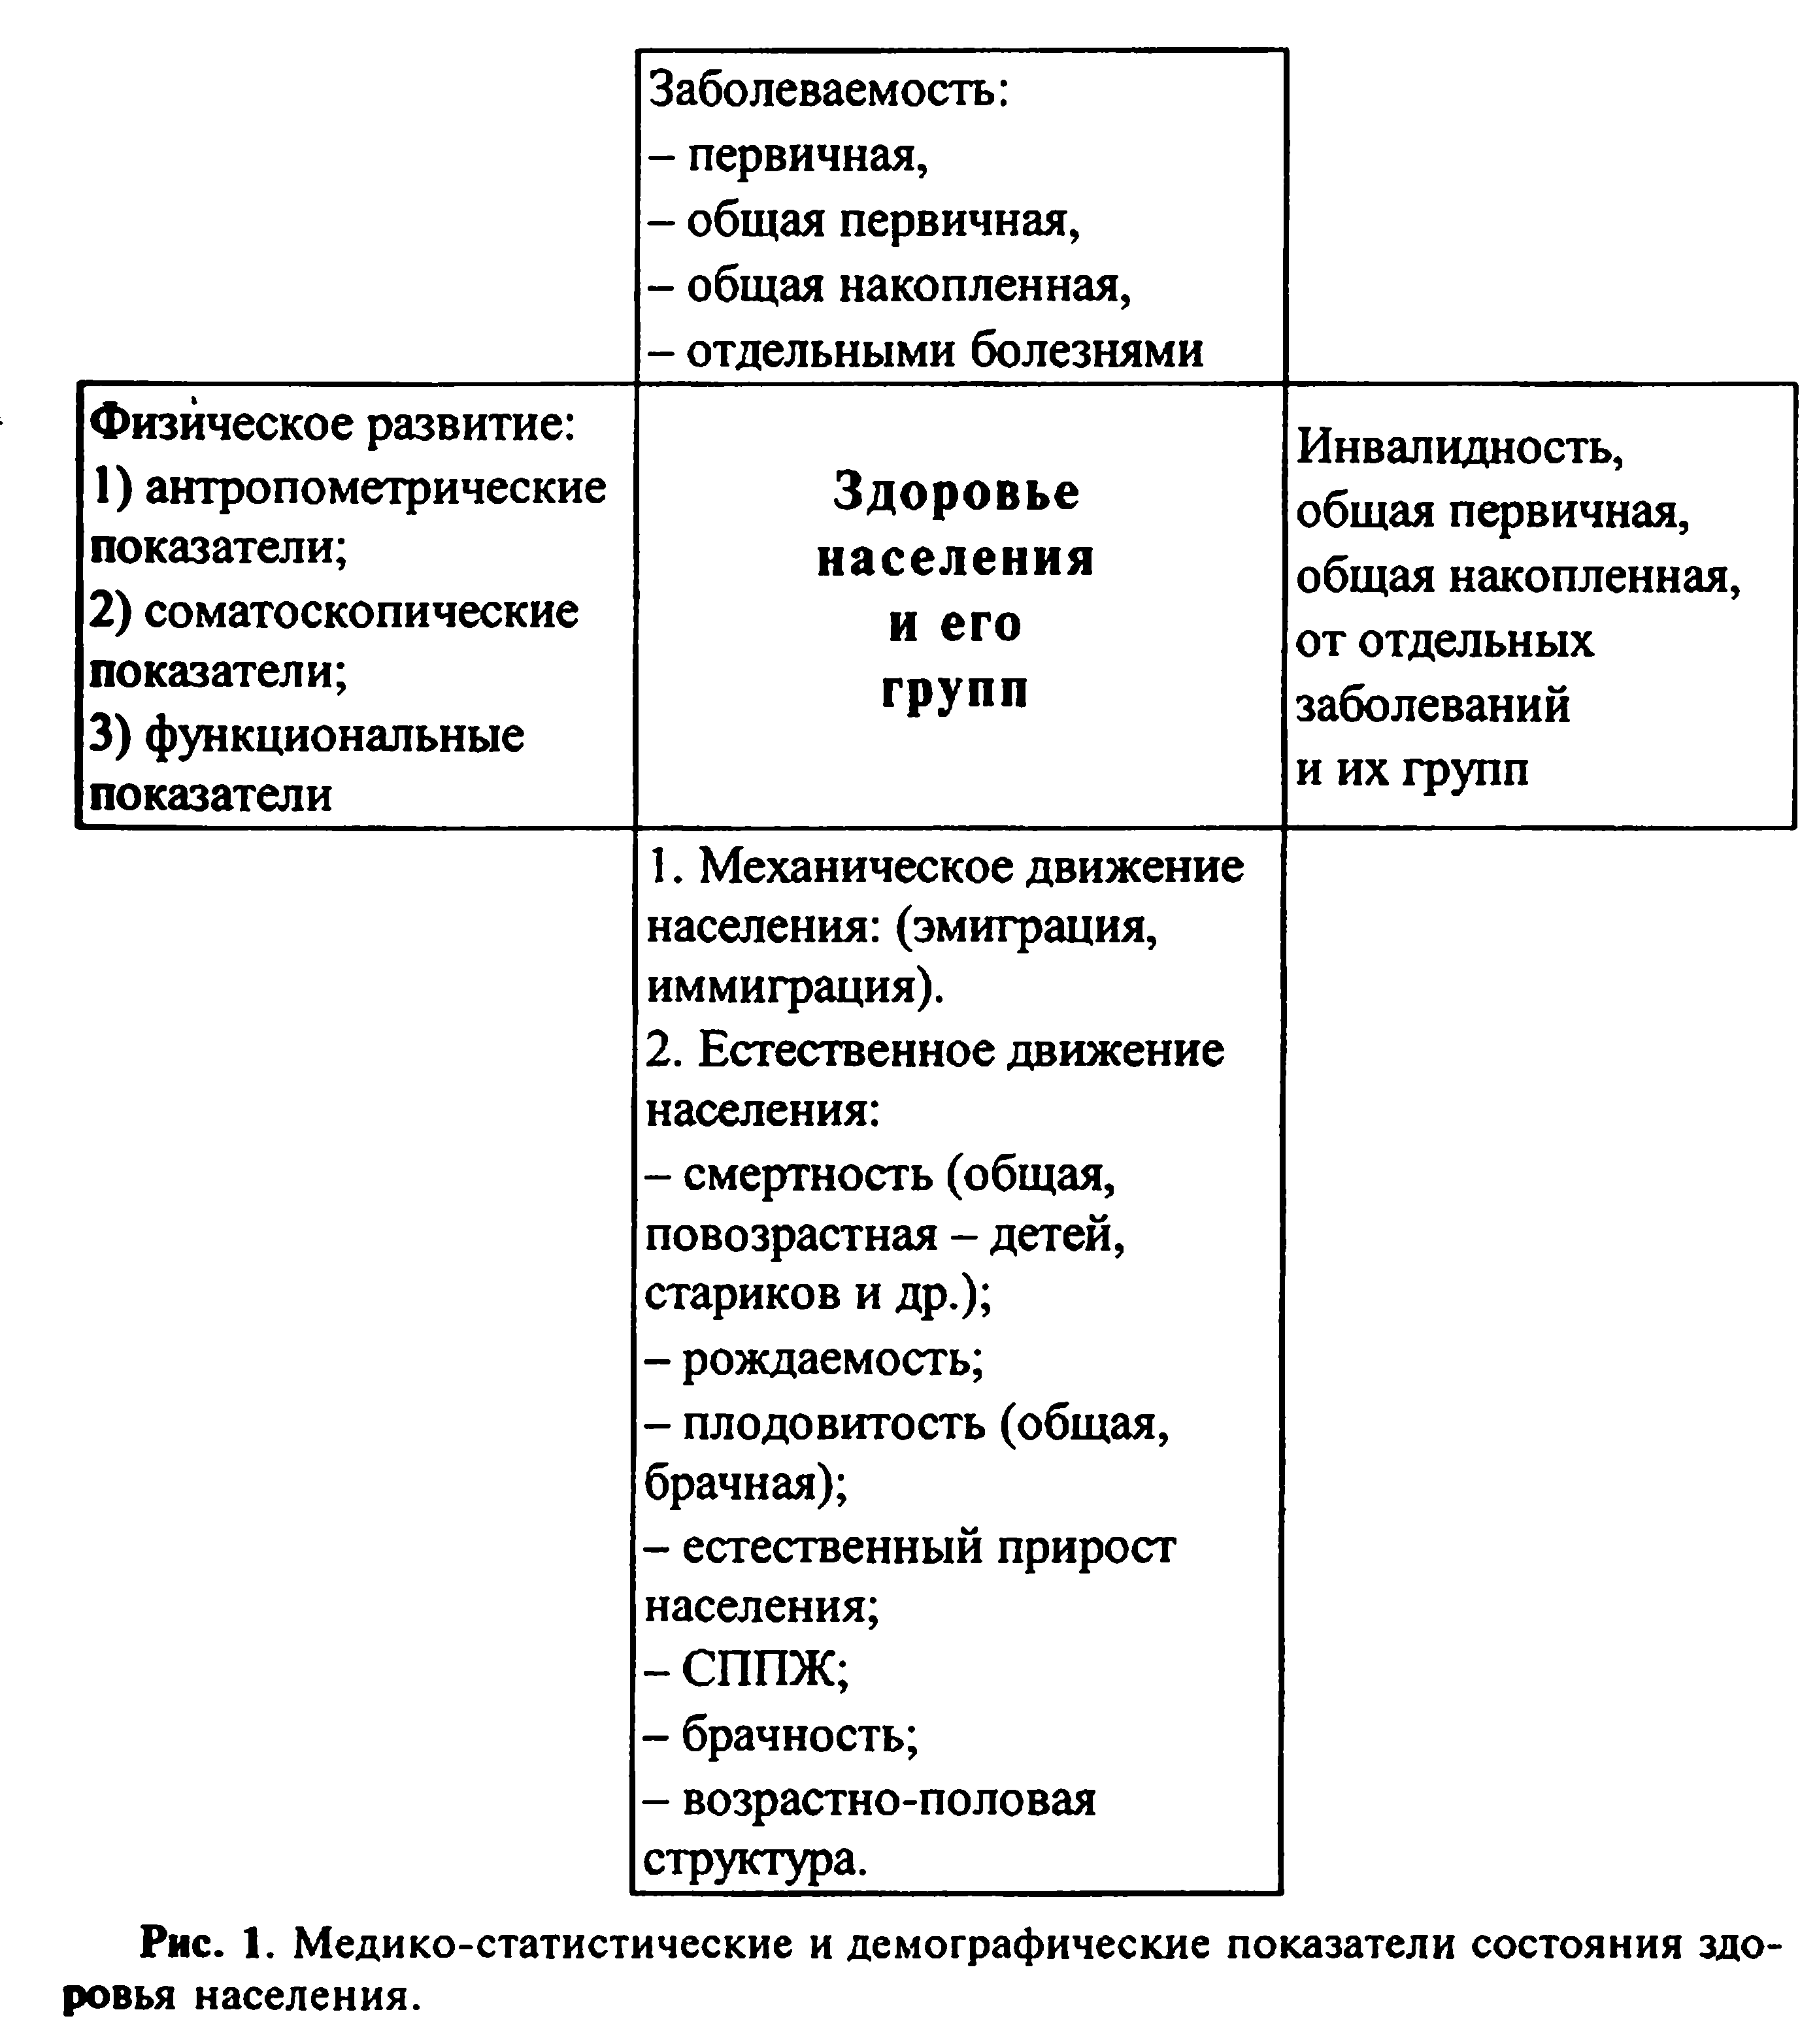 Заболеваемость:
– первичная,
– общая первичная,
– общая накопленная,
– отдельными болезнями
Физическое развитие:
1) антропометрические
показатели;
2) соматоскопические
показатели;
3) функциональные
показатели
Здоровье
населения
и его
групп
Инвалидность,
общая первичная,
общая накопленная,
от отдельных
заболеваний
и их групп
1. Механическое движение
населения: (эмиграция,
иммиграция).
2. Естественное движение
населения:
– смертность (общая,
повозрастная – детей,
стариков и др.);
– рождаемость;
– плодовитость (общая,
брачная);
– естественный прирост
населения;
– СППЖ;
– брачность;
– возрастно-половая
структура.
Рис. 1. Медико-статистические и демографические показатели состояния здо-
ровья населения.